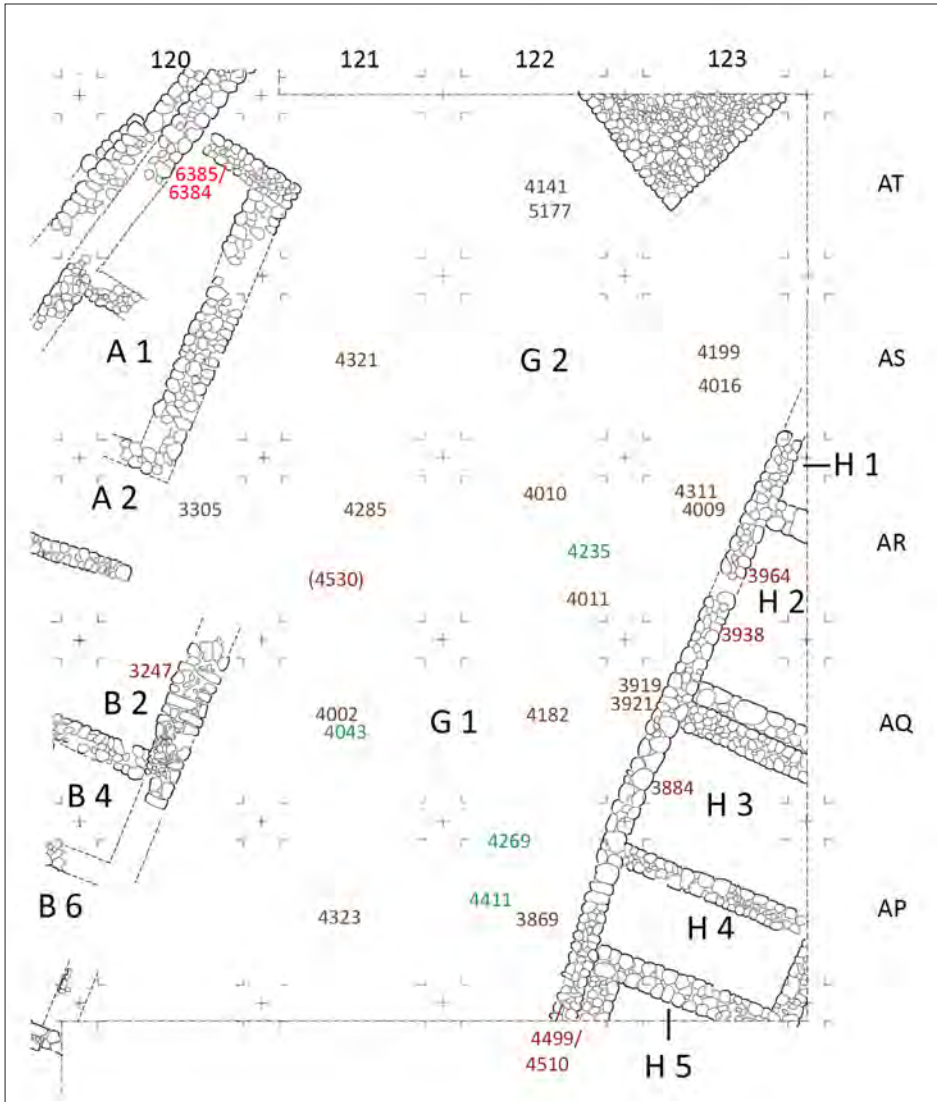 120 121 122 123
6385/
6384
4141
5177
AT
A 1
4321
G 2
4199
4016
AS
H 1
A 2
3305
4285
4010
4311
4009
4235
AR
(4530)
4011
3964
H 2
3938
3247
B 2
3919
3921
4002
4043
G 1
4182
AQ
B 4
3884
H 3
4269
4411
B 6
4323
3869
H 4
AP
4499/
4510
H 5